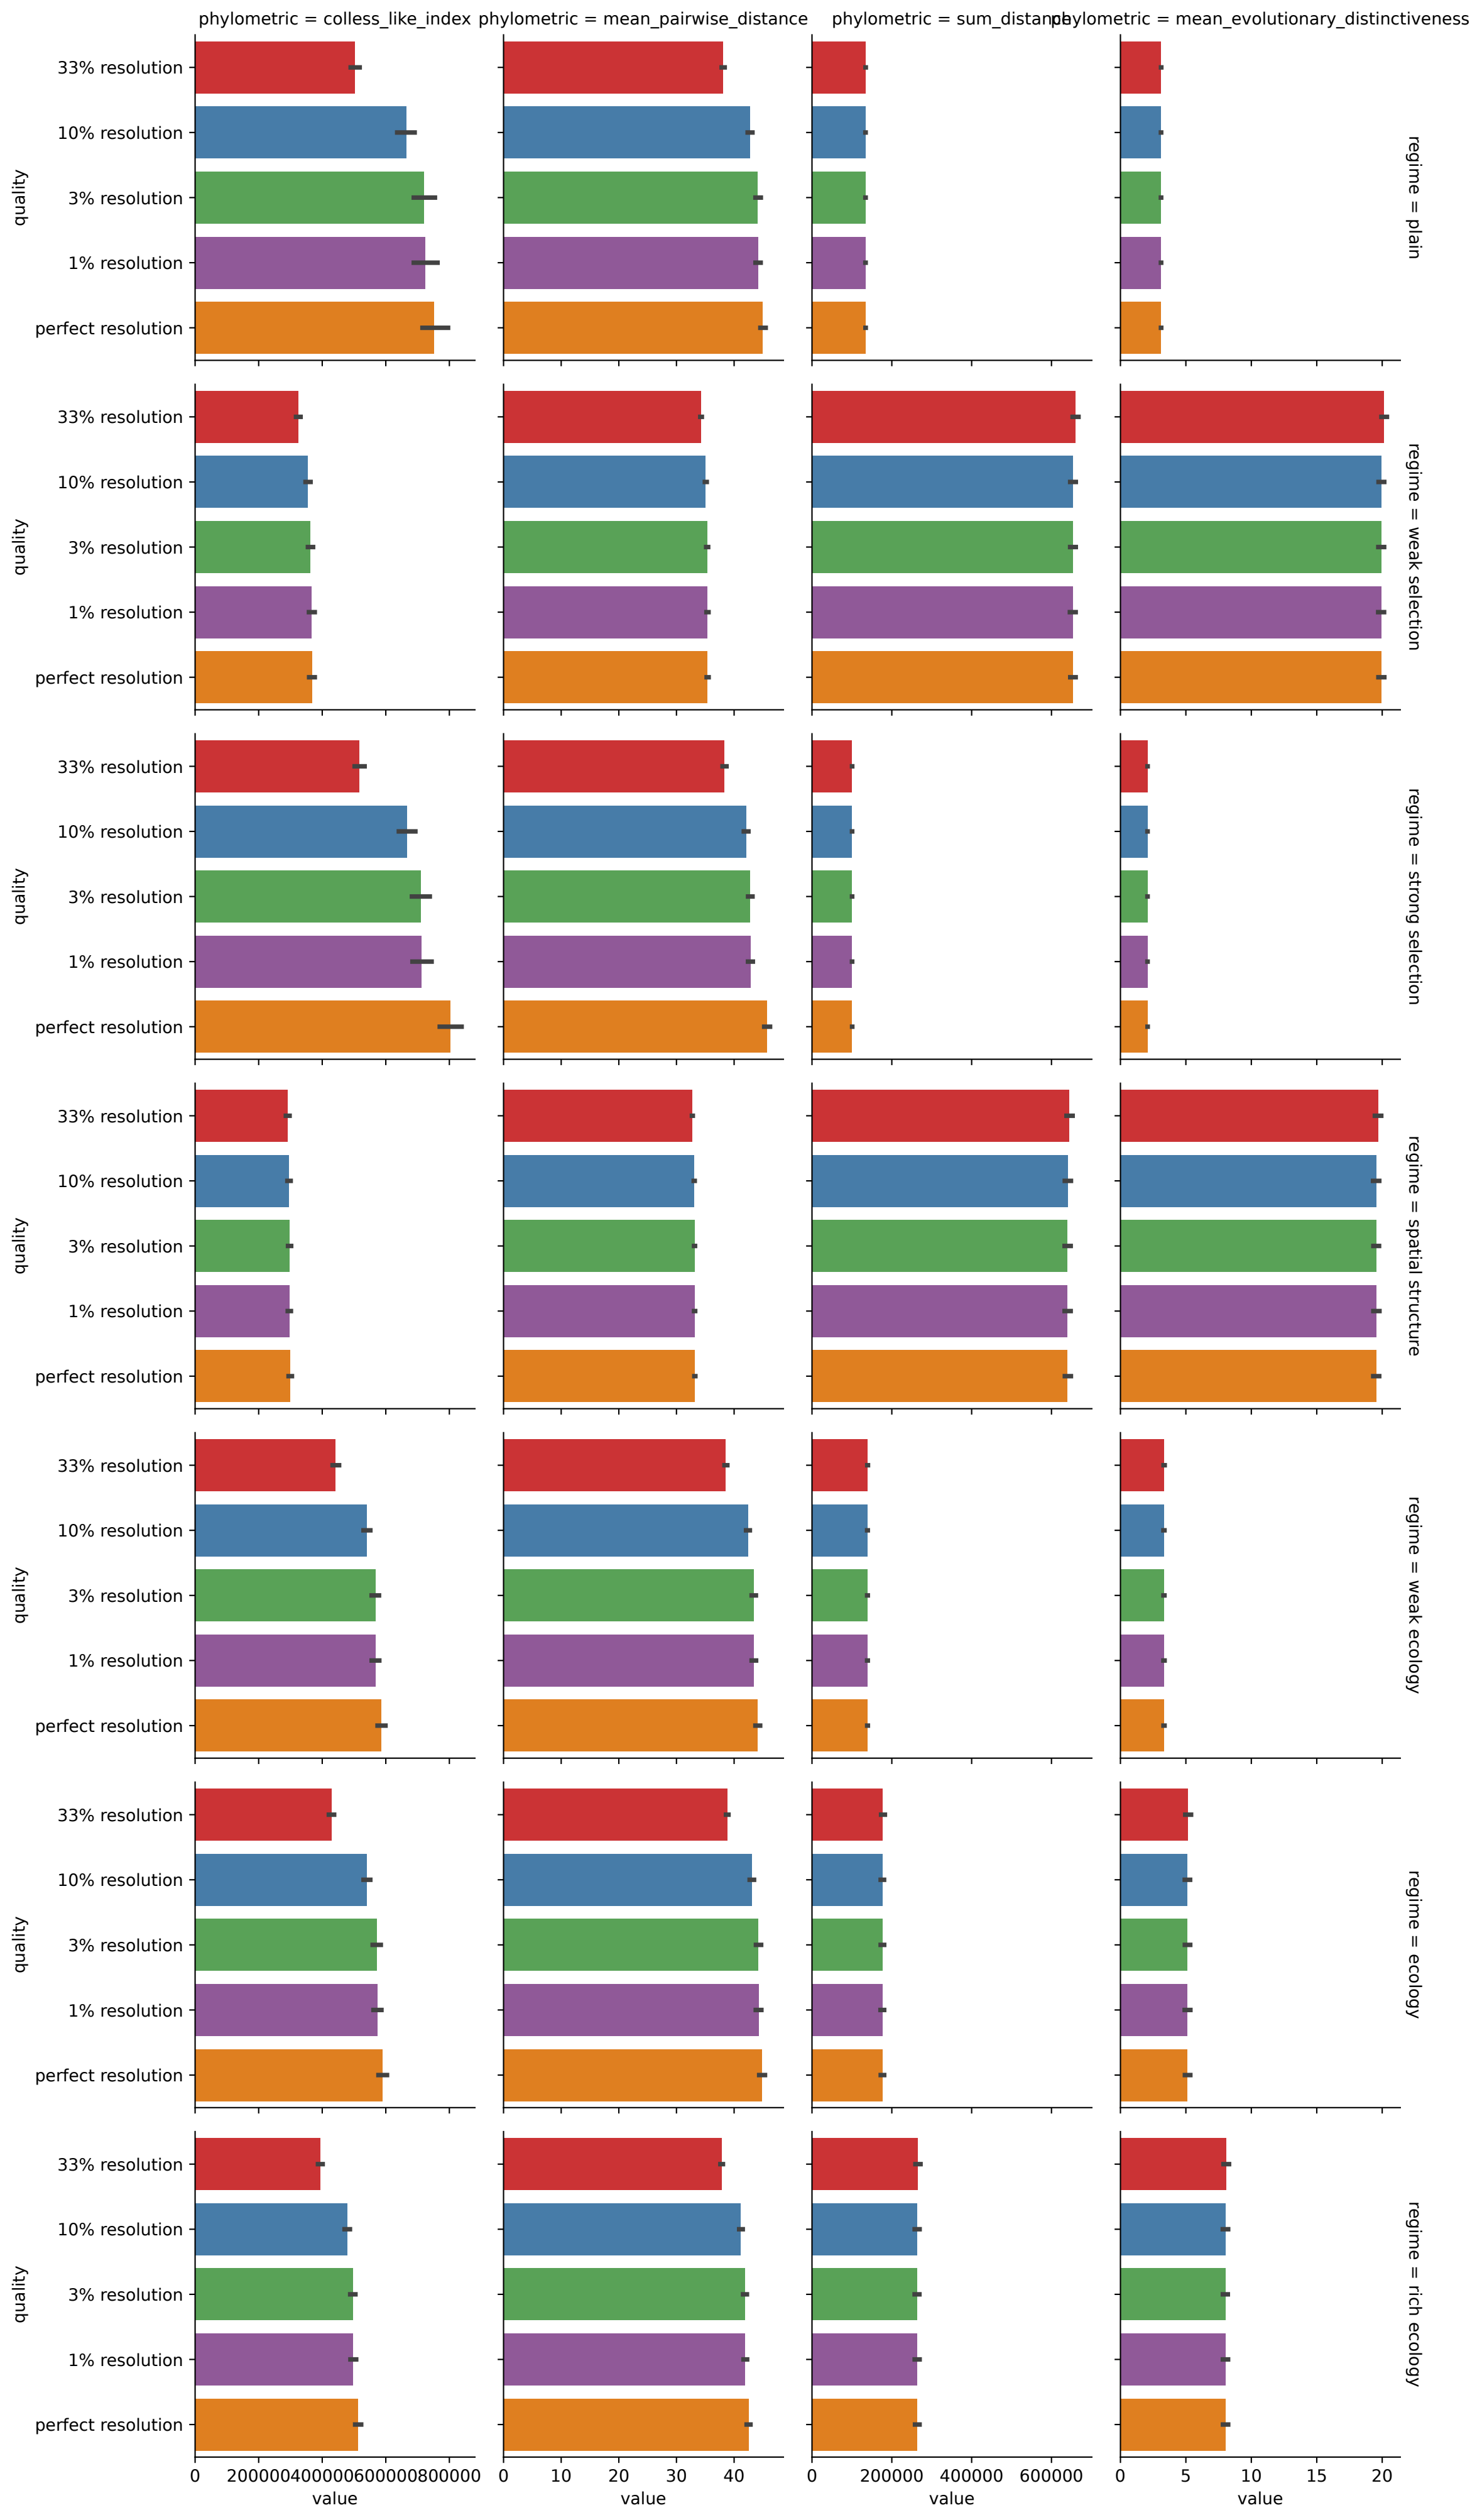 phylometric = colless_like_index
phylometric = mean_pairwise_distance
phylometric = sum_distance
phylometric = mean_evolutionary_distinctiveness
quality
33% resolution
10% resolution
3% resolution
1% resolution
perfect resolution
regime = plain
quality
33% resolution
10% resolution
3% resolution
1% resolution
perfect resolution
regime = weak selection
quality
33% resolution
10% resolution
3% resolution
1% resolution
perfect resolution
regime = strong selection
quality
33% resolution
10% resolution
3% resolution
1% resolution
perfect resolution
regime = spatial structure
quality
33% resolution
10% resolution
3% resolution
1% resolution
perfect resolution
regime = weak ecology
quality
33% resolution
10% resolution
3% resolution
1% resolution
perfect resolution
regime = ecology
quality
33% resolution
10% resolution
3% resolution
1% resolution
perfect resolution
regime = rich ecology
0 200000 400000 600000 800000
value
0 10 20 30 40
value
0 200000 400000 600000
value
0 5 10 15 20
value